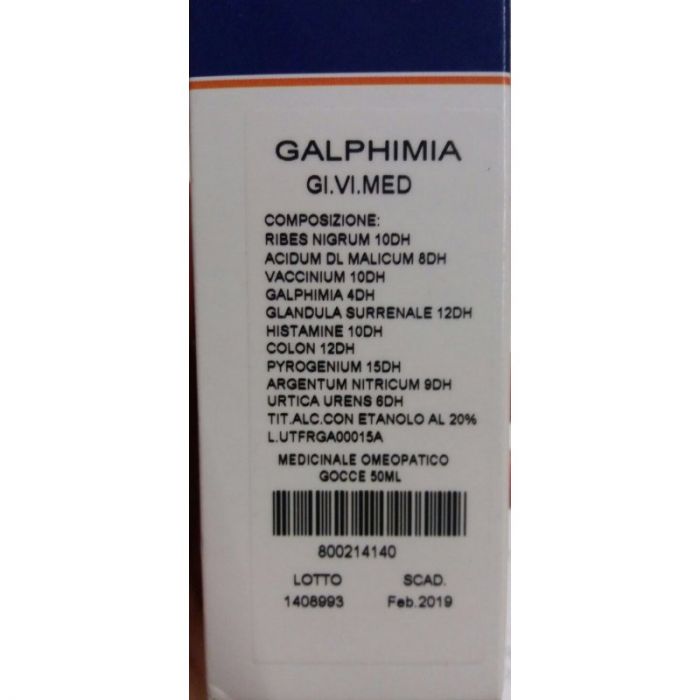 GALPHIMIA
GI.VI.MED
COMPOSIZIONE:
RIBES NIGRUM 10DH
ACIDUM DL MALICUM 8DH
VACCINIUM 10DH
GALPHIMIA 4DH
GLANDULA SURRENALE 12DH
HISTAMINE 10DH
COLON 12DH
PYROGENIUM 15DH
ARGENTUM NITRICUM 9DH
URTICA URENS 6DH
TIT.ALC.CON ETANOLO AL 20%
L.UTFRGA00015A
MEDICINALE OMEOPATICO
GOCCE 50ML
800214140
LOTTO SCAD.
1408993 Feb.2019